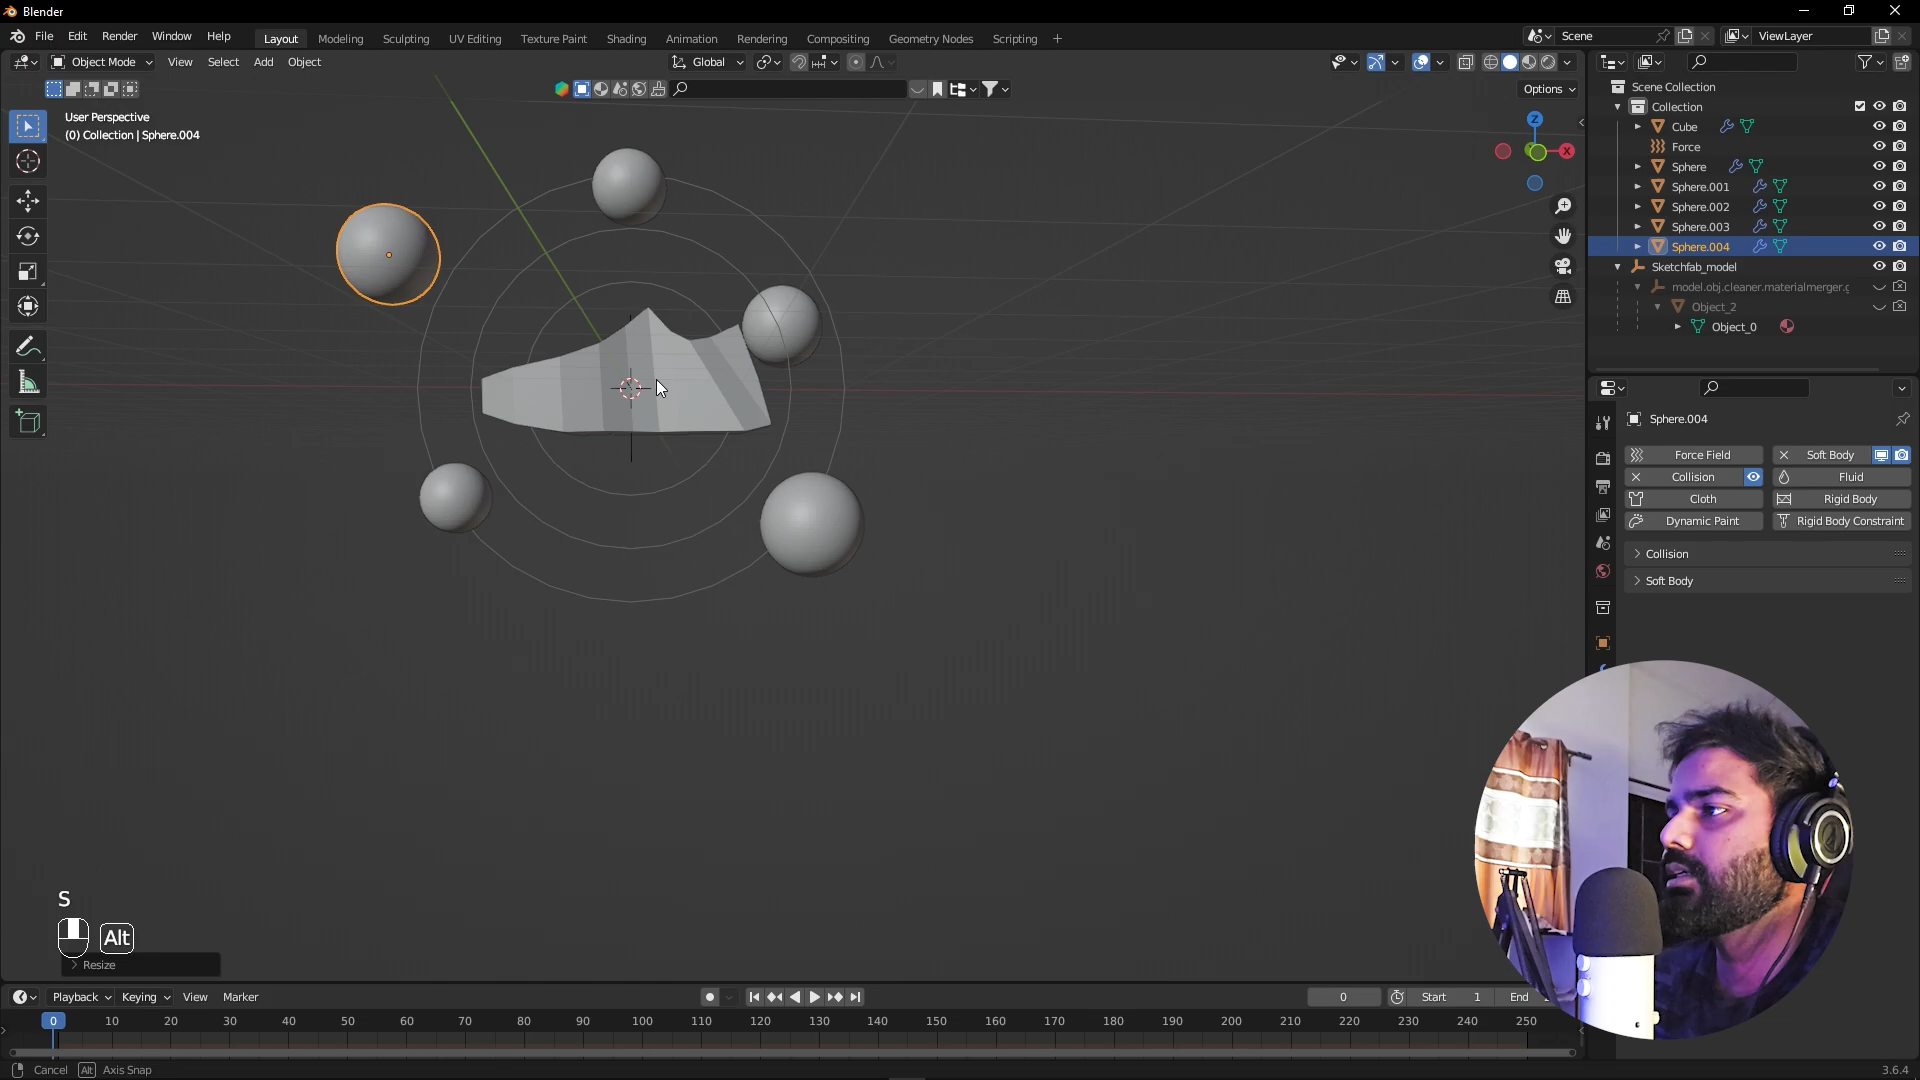 Blender
File Edit Render Window Help
Layout Modeling Sculpting UV Editing Texture Paint Shading Animation Rendering Compositing Geometry Nodes Scripting +
Scene
ViewLayer
Object Mode View Select Add Object
Global
Options
User Perspective
(0) Collection | Sphere.004
Z
X
Scene Collection
Collection
Cube
Force
Sphere
Sphere.001
Sphere.002
Sphere.003
Sphere.004
Sketchfab_model
model.obj.cleaner.materialmerger.g
Object_2
Object_0
Sphere.004
Force Field
Soft Body
Collision
Fluid
Cloth
Rigid Body
Dynamic Paint
Rigid Body Constraint
Collision
Soft Body
S
Alt
Resize
Playback Keying View Marker
0
Start 1
End
0 10 20 30 40 50 60 70 80 90 100 110 120 130 140 150 160 170 180 190 200 210 220 230 240 250
Cancel Alt Axis Snap
3.6.4